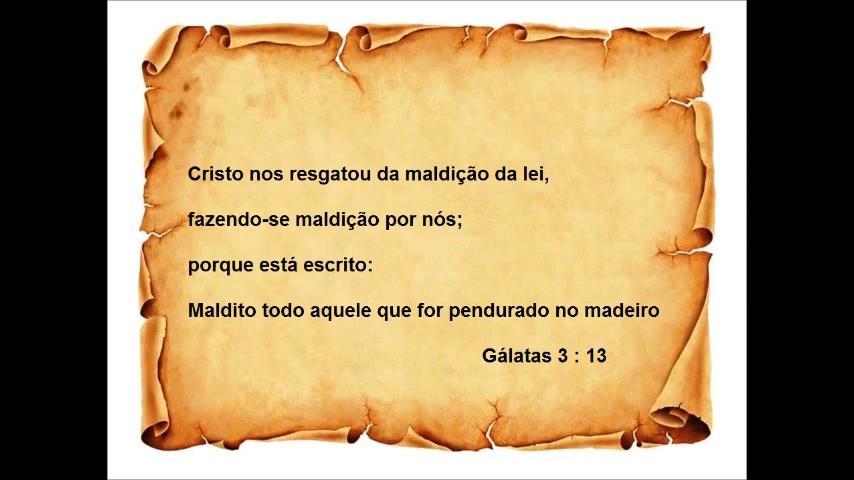 Cristo nos resgatou da maldição da lei,
fazendo-se maldição por nós;
porque está escrito:
Maldito todo aquele que for pendurado no madeiro
Gálatas 3 : 13